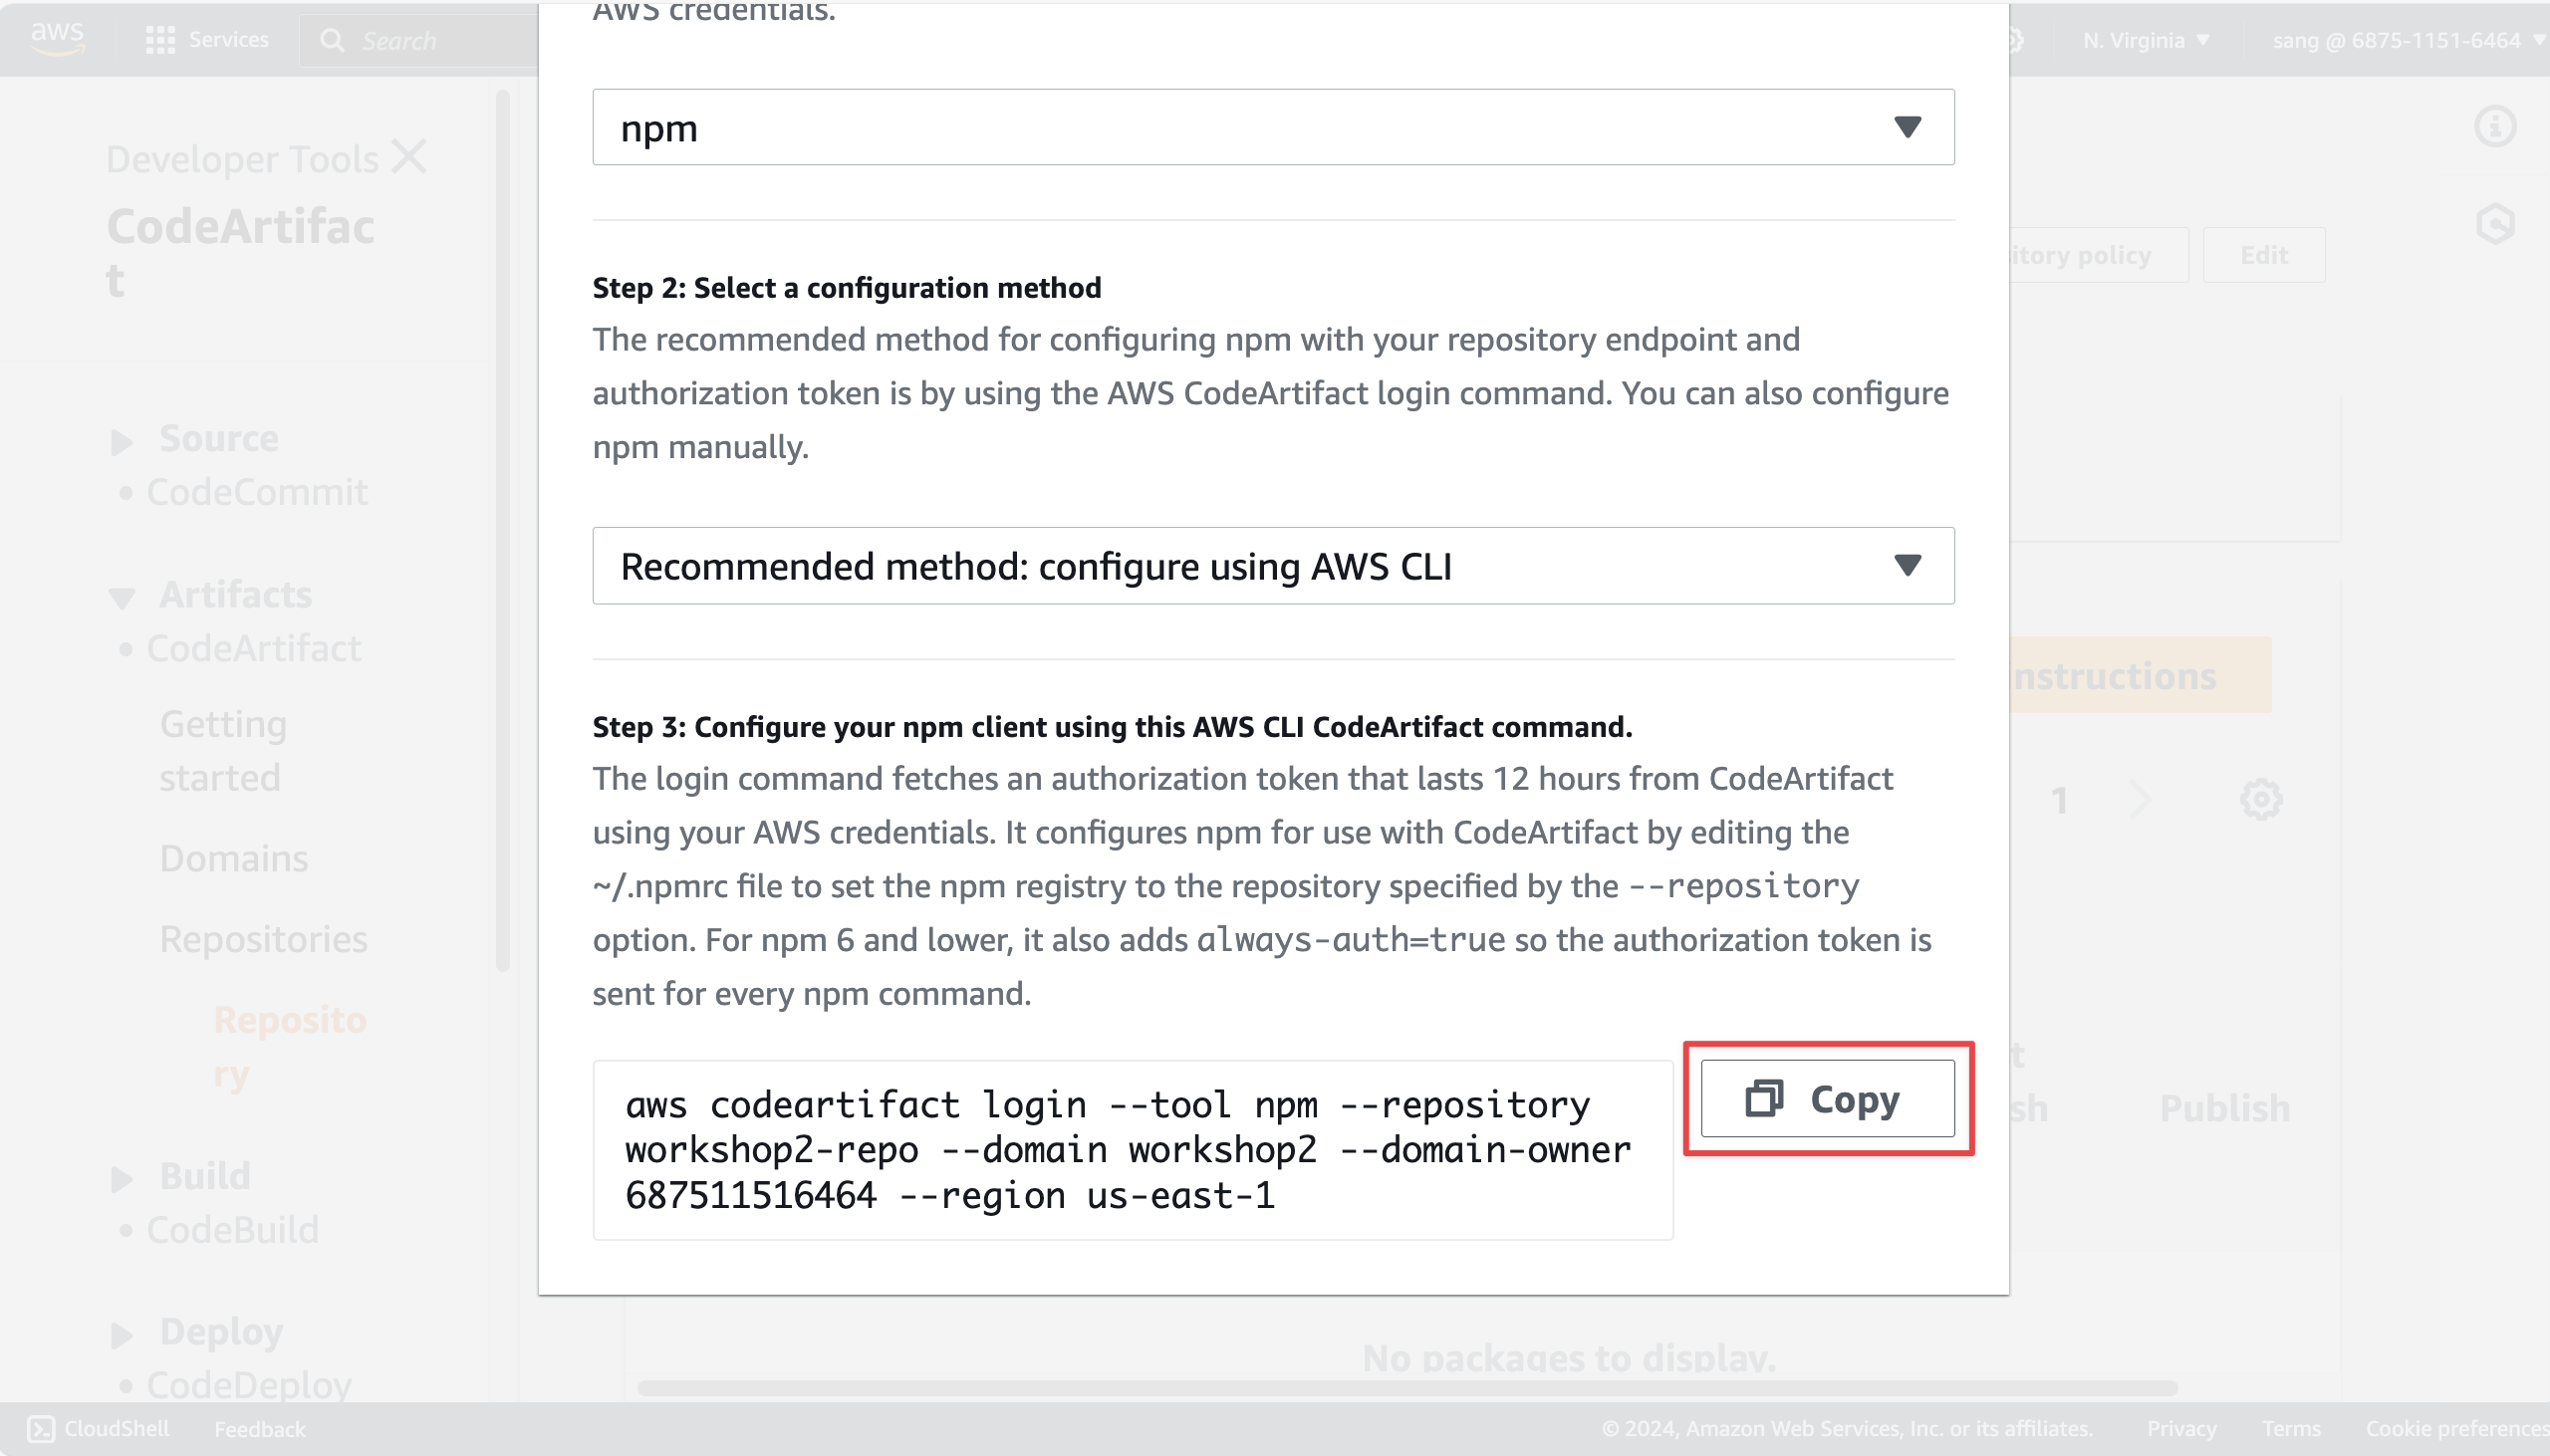 AWS credentials.
aws
Services
Search
N. Virginia
sang @ 6875-1151-6464
Developer Tools
CodeArtifac
t
Source
CodeCommit
Artifacts
CodeArtifact
Getting
started
Domains
Repositories
Reposito
ry
Build
CodeBuild
Deploy
CodeDeploy
npm
Step 2: Select a configuration method
The recommended method for configuring npm with your repository endpoint and
authorization token is by using the AWS CodeArtifact login command. You can also configure
npm manually.
Recommended method: configure using AWS CLI
Step 3: Configure your npm client using this AWS CLI CodeArtifact command.
The login command fetches an authorization token that lasts 12 hours from CodeArtifact
using your AWS credentials. It configures npm for use with CodeArtifact by editing the
~/.npmrc file to set the npm registry to the repository specified by the --repository
option. For npm 6 and lower, it also adds always-auth=true so the authorization token is
sent for every npm command.
aws codeartifact login --tool npm --repository
workshop2-repo --domain workshop2 --domain-owner
687511516464 --region us-east-1
Copy
itory policy
Edit
nstructions
1
t
sh
Publish
No packages to display.
CloudShell
Feedback
© 2024, Amazon Web Services, Inc. or its affiliates.
Privacy
Terms
Cookie preferences